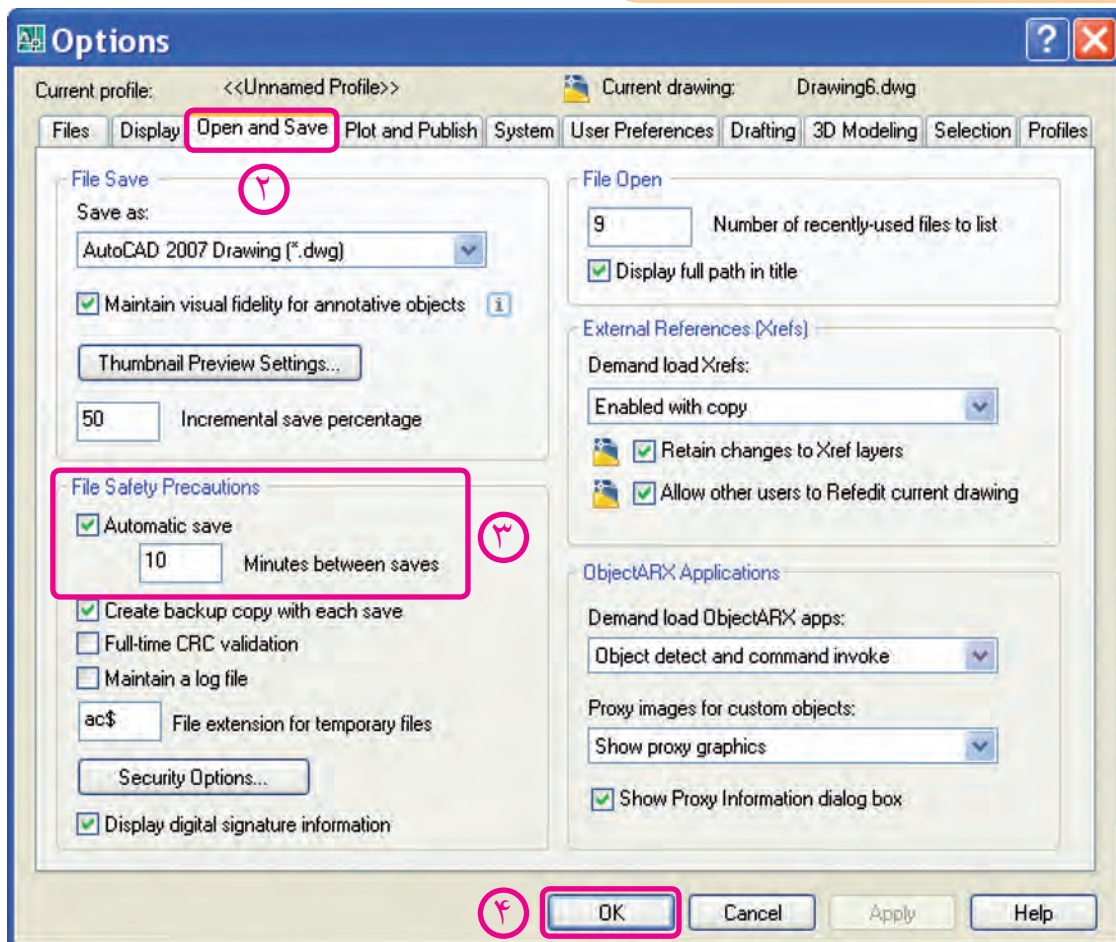 Options
Current profile: <<Unnamed Profile>> Current drawing: Drawing6.dwg
Files Display Open and Save Plot and Publish System User Preferences Drafting 3D Modeling Selection Profiles
۲
File Save
Save as:
AutoCAD 2007 Drawing (*.dwg)
Maintain visual fidelity for annotative objects
Thumbnail Preview Settings...
50 Incremental save percentage
File Safety Precautions
Automatic save
10 Minutes between saves
۳
Create backup copy with each save
Full-time CRC validation
Maintain a log file
ac$ File extension for temporary files
Security Options...
Display digital signature information
File Open
9 Number of recently-used files to list
Display full path in title
External References (Xrefs)
Demand load Xrefs:
Enabled with copy
Retain changes to Xref layers
Allow other users to Refedit current drawing
ObjectARX Applications
Demand load ObjectARX apps:
Object detect and command invoke
Proxy images for custom objects:
Show proxy graphics
Show Proxy Information dialog box
۴ OK Cancel Apply Help